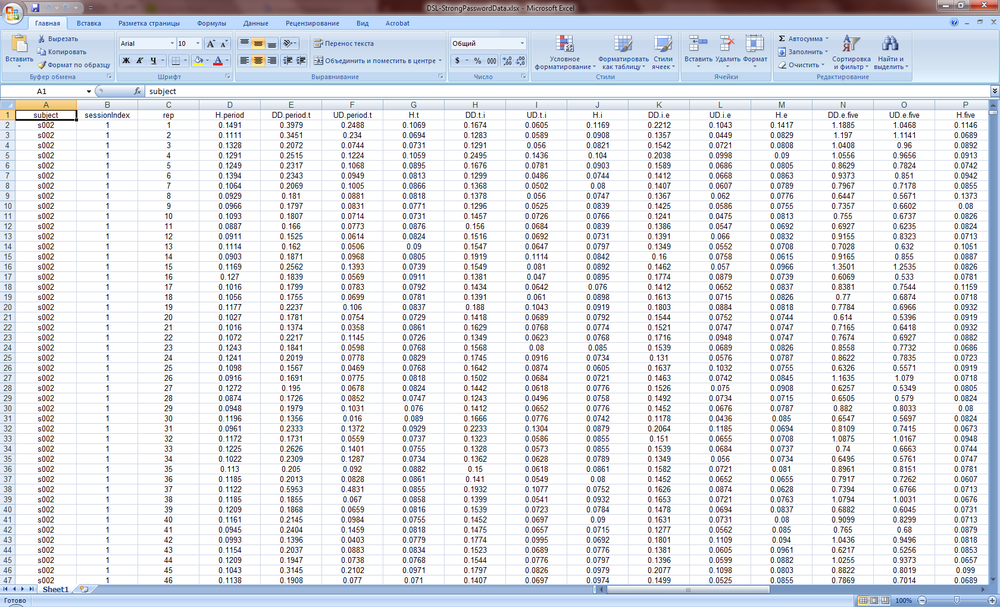 DSL-StrongPasswordData.xlsx - Microsoft Excel
Главная Вставка Разметка страницы Формулы Данные Рецензирование Вид Acrobat
Вставить Вырезать Копировать Формат по образцу
Arial 10
Ж К Ч
Перенос текста
Объединить и поместить в центре
Общий
$ % 000
Условное форматирование Форматировать как таблицу Стили ячеек
Вставить Удалить Формат
Σ Автосумма Заполнить Очистить
Сортировка и фильтр Найти и выделить
Буфер обмена Шрифт Выравнивание Число Стили Ячейки Редактирование
A1 fx subject
A B C D E F G H I J K L M N O P
1 subject sessionIndex rep H.period DD.period.t UD.period.t H.t DD.t.i UD.t.i H.i DD.i.e UD.i.e H.e DD.e.five UD.e.five H.five
2 s002 1 1 0.1491 0.3979 0.2488 0.1069 0.1674 0.0605 0.1169 0.2212 0.1043 0.1417 1.1885 1.0468 0.1146
3 s002 1 2 0.1111 0.3451 0.234 0.0694 0.1283 0.0589 0.0908 0.1357 0.0449 0.0829 1.197 1.1141 0.0689
4 s002 1 3 0.1328 0.2072 0.0744 0.0731 0.1291 0.056 0.0821 0.1542 0.0721 0.0808 1.0408 0.96 0.0892
5 s002 1 4 0.1291 0.2515 0.1224 0.1059 0.2495 0.1436 0.104 0.2038 0.0998 0.09 1.0556 0.9656 0.0913
6 s002 1 5 0.1249 0.2317 0.1068 0.0895 0.1676 0.0781 0.0903 0.1589 0.0686 0.0805 0.8629 0.7824 0.0742
7 s002 1 6 0.1394 0.2343 0.0949 0.0813 0.1299 0.0486 0.0744 0.1412 0.0668 0.0863 0.9373 0.851 0.0942
8 s002 1 7 0.1064 0.2069 0.1005 0.0866 0.1368 0.0502 0.08 0.1407 0.0607 0.0789 0.7967 0.7178 0.0855
9 s002 1 8 0.0929 0.181 0.0881 0.0818 0.1378 0.056 0.0747 0.1367 0.062 0.0776 0.6447 0.5671 0.1373
10 s002 1 9 0.0966 0.1797 0.0831 0.0771 0.1296 0.0525 0.0839 0.1425 0.0586 0.0755 0.7357 0.6602 0.08
11 s002 1 10 0.1093 0.1807 0.0714 0.0731 0.1457 0.0726 0.0766 0.1241 0.0475 0.0813 0.755 0.6737 0.0826
12 s002 1 11 0.0887 0.166 0.0773 0.0876 0.156 0.0684 0.0839 0.1386 0.0547 0.0692 0.6927 0.6235 0.0824
13 s002 1 12 0.0911 0.1525 0.0614 0.0824 0.1516 0.0692 0.0731 0.1391 0.066 0.0832 0.9155 0.8323 0.0713
14 s002 1 13 0.1114 0.162 0.0506 0.09 0.1547 0.0647 0.0797 0.1349 0.0552 0.0708 0.7028 0.632 0.1051
15 s002 1 14 0.0903 0.1871 0.0968 0.0805 0.1919 0.1114 0.0842 0.16 0.0758 0.0615 0.9165 0.855 0.0887
16 s002 1 15 0.1169 0.2562 0.1393 0.0739 0.1549 0.081 0.0892 0.1462 0.057 0.0966 1.3501 1.2535 0.0826
17 s002 1 16 0.127 0.1839 0.0569 0.0911 0.1381 0.047 0.0895 0.1774 0.0879 0.0739 0.6069 0.533 0.0781
18 s002 1 17 0.1016 0.1799 0.0783 0.0792 0.1434 0.0642 0.076 0.1412 0.0652 0.0837 0.8381 0.7544 0.1159
19 s002 1 18 0.1056 0.1755 0.0699 0.0781 0.1391 0.061 0.0898 0.1613 0.0715 0.0826 0.77 0.6874 0.0718
20 s002 1 19 0.1177 0.2237 0.106 0.0837 0.188 0.1043 0.0919 0.1803 0.0884 0.0818 0.7784 0.6966 0.0932
21 s002 1 20 0.1027 0.1781 0.0754 0.0729 0.1418 0.0689 0.0792 0.1544 0.0752 0.0744 0.614 0.5396 0.0919
22 s002 1 21 0.1016 0.1374 0.0358 0.0861 0.1629 0.0768 0.0774 0.1521 0.0747 0.0747 0.7165 0.6418 0.0932
23 s002 1 22 0.1072 0.2217 0.1145 0.0726 0.1349 0.0623 0.0768 0.1716 0.0948 0.0747 0.7674 0.6927 0.0882
24 s002 1 23 0.1243 0.1841 0.0598 0.0768 0.1568 0.08 0.085 0.1539 0.0689 0.0826 0.8558 0.7732 0.0686
25 s002 1 24 0.1241 0.2019 0.0778 0.0829 0.1745 0.0916 0.0734 0.131 0.0576 0.0787 0.8622 0.7835 0.0723
26 s002 1 25 0.1098 0.1567 0.0469 0.0768 0.1642 0.0874 0.0605 0.1637 0.1032 0.0755 0.6326 0.5571 0.0919
27 s002 1 26 0.0916 0.1691 0.0775 0.0818 0.1502 0.0684 0.0721 0.1463 0.0742 0.0845 1.1635 1.079 0.0718
28 s002 1 27 0.1272 0.195 0.0678 0.0824 0.1442 0.0618 0.0776 0.1526 0.075 0.0908 0.6257 0.5349 0.0805
29 s002 1 28 0.0874 0.1726 0.0852 0.0747 0.1243 0.0496 0.0758 0.1492 0.0734 0.0715 0.6505 0.579 0.0824
30 s002 1 29 0.0948 0.1979 0.1031 0.076 0.1412 0.0652 0.0776 0.1452 0.0676 0.0787 0.882 0.8033 0.08
31 s002 1 30 0.1196 0.1356 0.016 0.089 0.1666 0.0776 0.0742 0.1178 0.0436 0.085 0.6547 0.5697 0.0824
32 s002 1 31 0.0961 0.2333 0.1372 0.0929 0.2233 0.1304 0.0879 0.2064 0.1185 0.0694 0.8109 0.7415 0.0673
33 s002 1 32 0.1172 0.1731 0.0559 0.0737 0.1323 0.0586 0.0855 0.151 0.0655 0.0708 1.0875 1.0167 0.0948
34 s002 1 33 0.1225 0.2626 0.1401 0.0755 0.1328 0.0573 0.0855 0.1539 0.0684 0.0737 0.74 0.6663 0.0744
35 s002 1 34 0.1022 0.2309 0.1287 0.0734 0.1362 0.0628 0.0789 0.1349 0.056 0.0734 0.6495 0.5761 0.0747
36 s002 1 35 0.113 0.205 0.092 0.0882 0.15 0.0618 0.0861 0.1582 0.0721 0.081 0.8961 0.8151 0.0781
37 s002 1 36 0.1185 0.2013 0.0828 0.0861 0.141 0.0549 0.08 0.1452 0.0652 0.0655 0.7917 0.7262 0.0607
38 s002 1 37 0.1122 0.5953 0.4831 0.0855 0.1932 0.1077 0.0752 0.1626 0.0874 0.0628 0.7394 0.6766 0.0713
39 s002 1 38 0.1185 0.1855 0.067 0.0858 0.1399 0.0541 0.0932 0.1653 0.0721 0.0763 1.0794 1.0031 0.0676
40 s002 1 39 0.1209 0.1868 0.0659 0.0816 0.1539 0.0723 0.0784 0.1478 0.0694 0.0837 0.6882 0.6045 0.0731
41 s002 1 40 0.1161 0.2145 0.0984 0.0755 0.1452 0.0697 0.09 0.1631 0.0731 0.08 0.9099 0.8299 0.0713
42 s002 1 41 0.0945 0.2404 0.1459 0.0818 0.1475 0.0657 0.0715 0.1277 0.0562 0.085 0.765 0.68 0.0879
43 s002 1 42 0.0993 0.1396 0.0403 0.0779 0.1774 0.0995 0.0692 0.1801 0.1109 0.094 1.0436 0.9496 0.0818
44 s002 1 43 0.1154 0.2037 0.0883 0.0834 0.1523 0.0689 0.0776 0.1381 0.0605 0.0961 0.6217 0.5256 0.0853
45 s002 1 44 0.1209 0.1947 0.0738 0.0768 0.1544 0.0776 0.0797 0.1396 0.0599 0.0882 1.0255 0.9373 0.0657
46 s002 1 45 0.1043 0.3145 0.2102 0.0971 0.1797 0.0826 0.0979 0.2077 0.1098 0.0803 0.8822 0.8019 0.099
47 s002 1 46 0.1138 0.1908 0.077 0.071 0.1407 0.0697 0.0974 0.1499 0.0525 0.0855 0.7869 0.7014 0.0689
Sheet1
Готово 100%